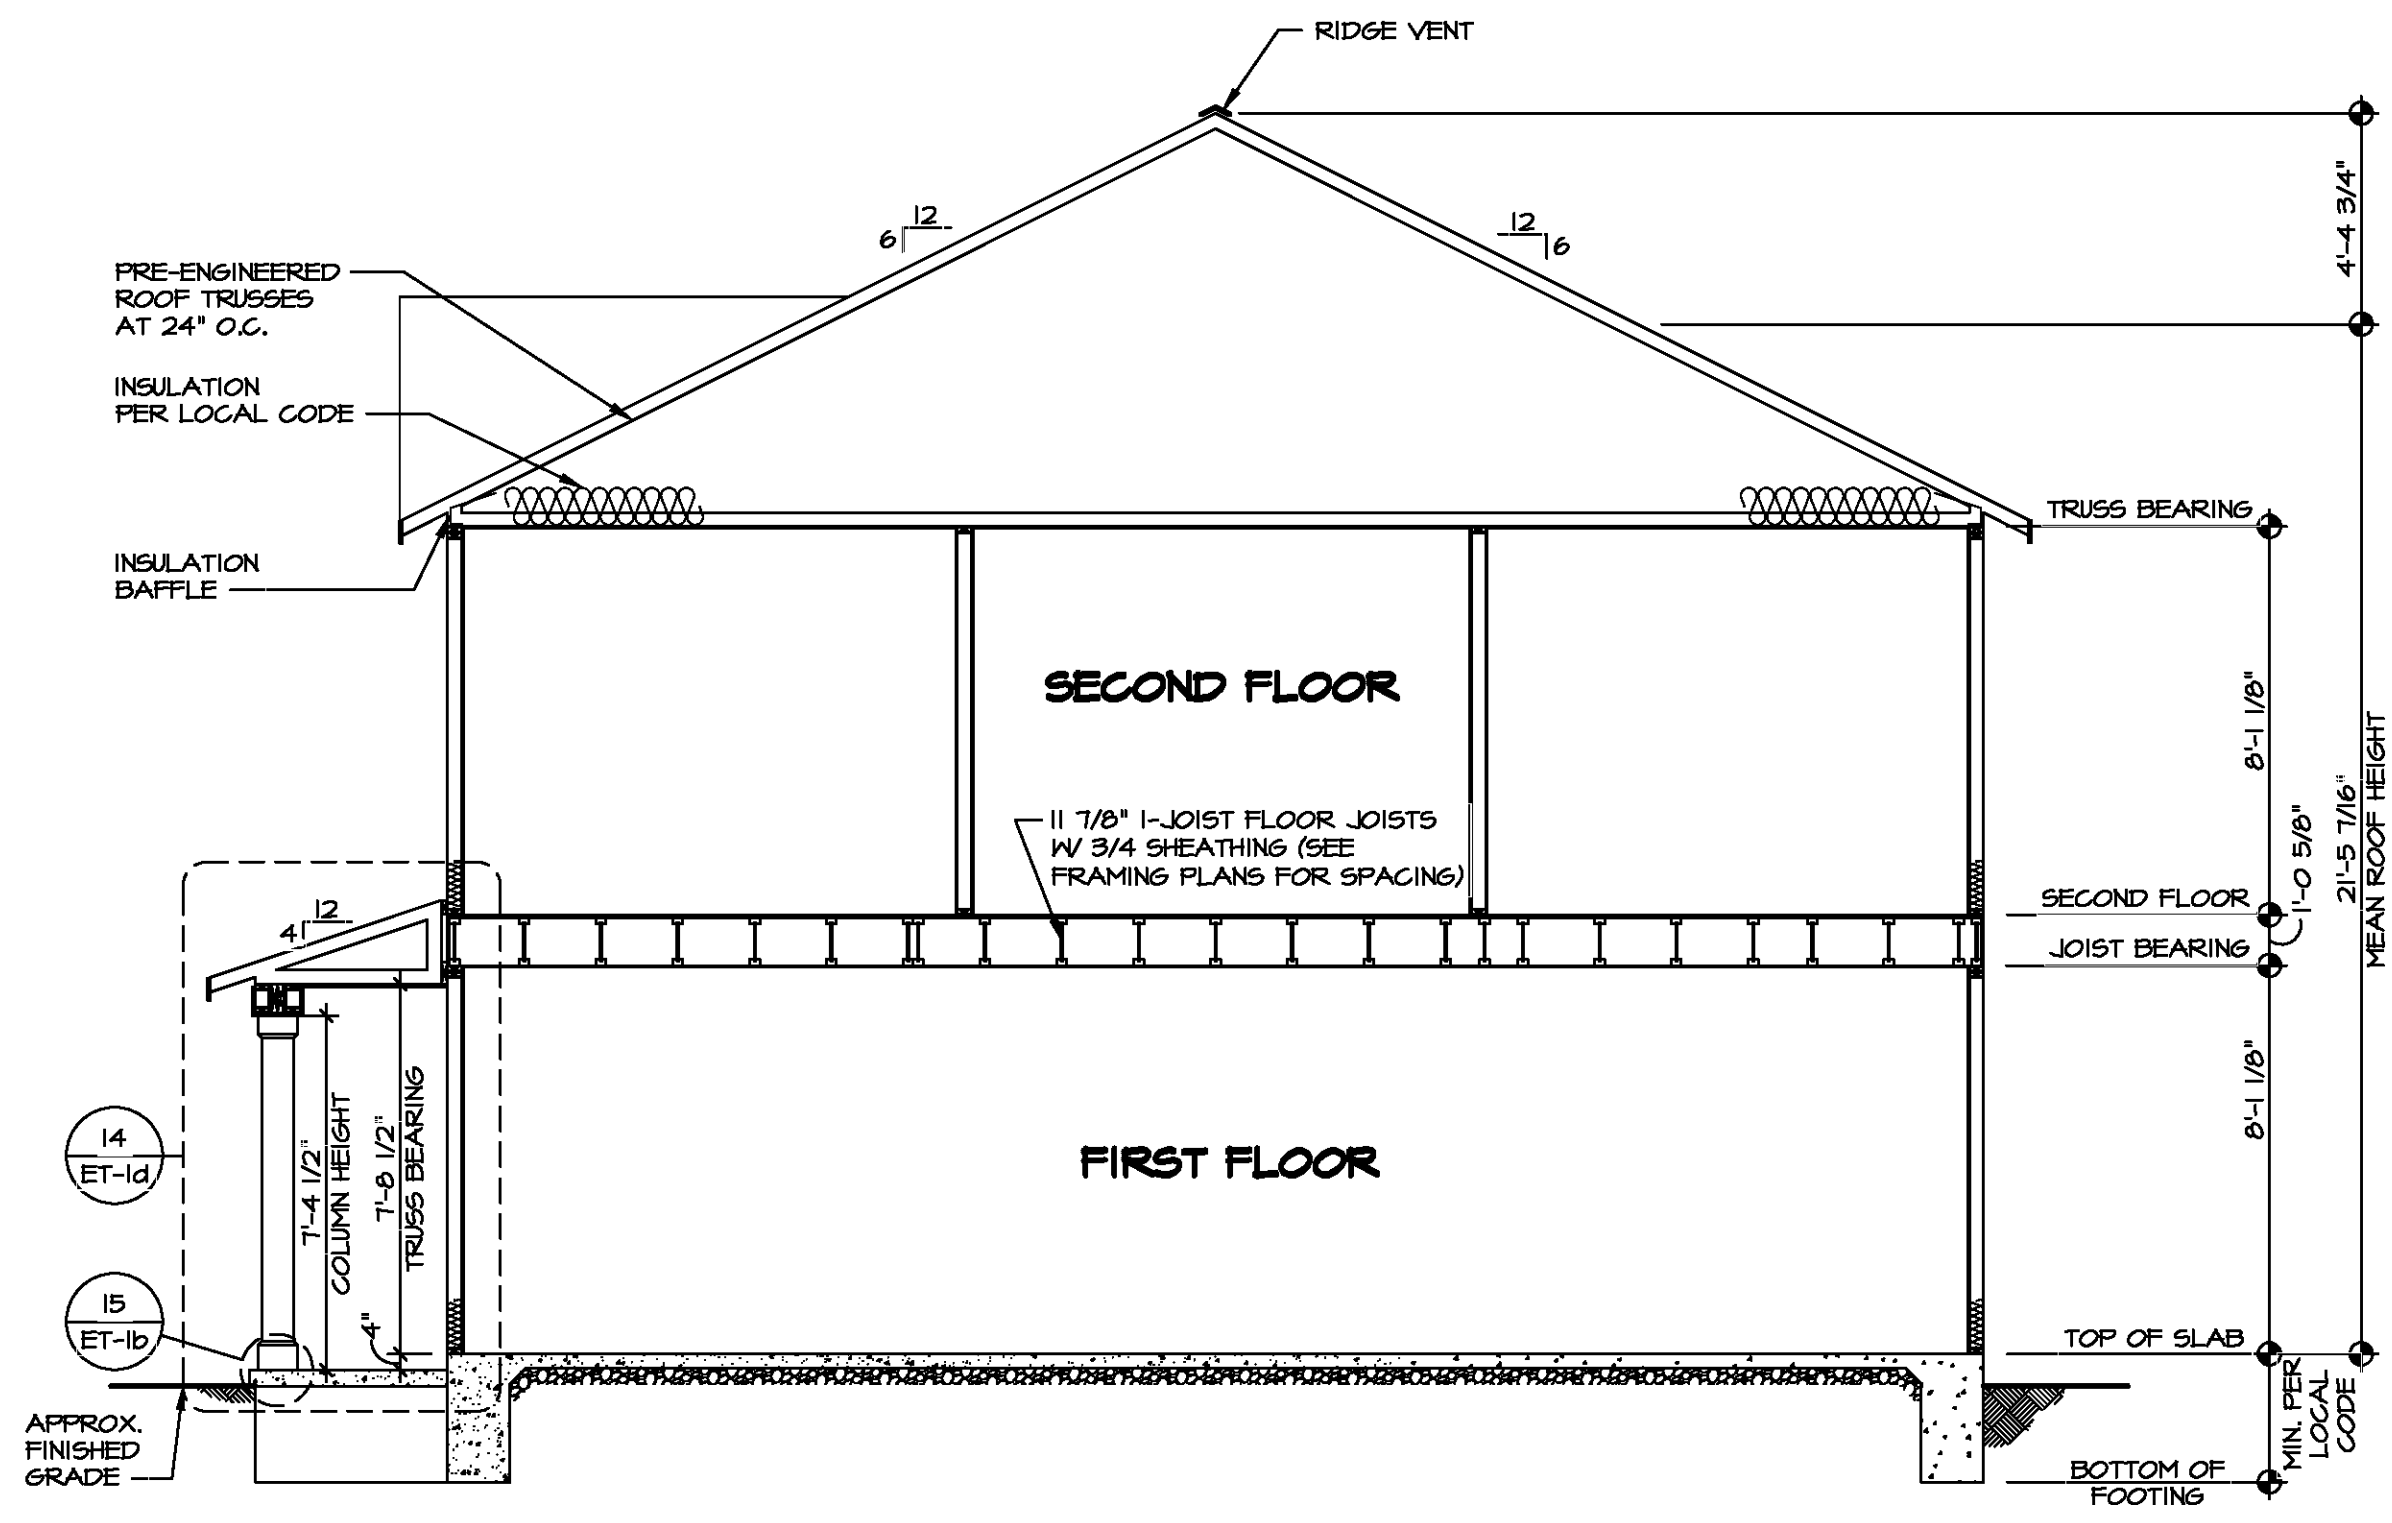 RIDGE VENT
12
6
12
6
4'-4 3/4"
PRE-ENGINEERED
ROOF TRUSSES
AT 24" O.C.
INSULATION
PER LOCAL CODE
TRUSS BEARING
INSULATION
BAFFLE
SECOND FLOOR
8'-1 1/8"
11 7/8" I-JOIST FLOOR JOISTS
W/ 3/4 SHEATHING (SEE
FRAMING PLANS FOR SPACING)
1'-0 5/8"
21'-5 7/16"
MEAN ROOF HEIGHT
SECOND FLOOR
JOIST BEARING
12
4
8'-1 1/8"
14
ET-1d
7'-4 1/2"
COLUMN HEIGHT
7'-8 1/2"
TRUSS BEARING
FIRST FLOOR
15
ET-1b
4"
TOP OF SLAB
MIN. PER
LOCAL
CODE
APPROX.
FINISHED
GRADE
BOTTOM OF
FOOTING